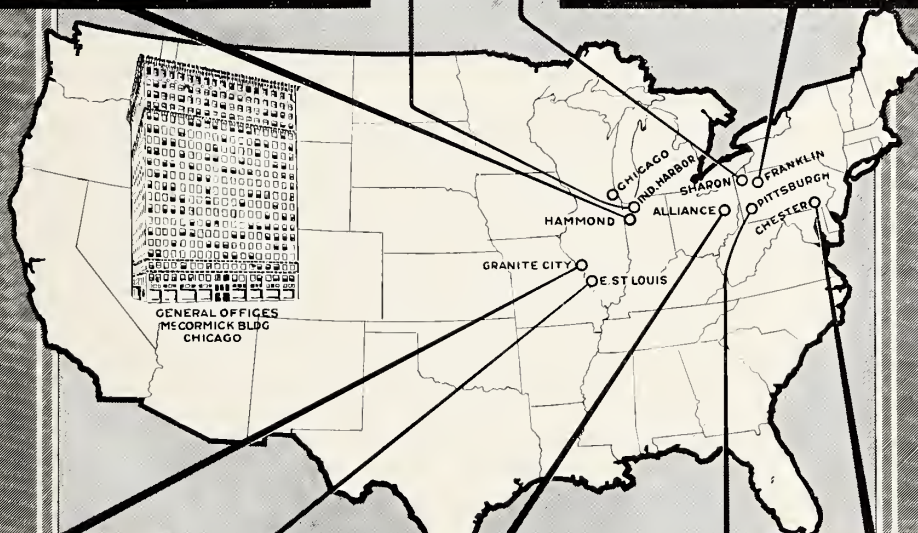 CHICAGO
IND. HARBOR
HAMMOND
SHARON
FRANKLIN
ALLIANCE
PITTSBURGH
CHESTER
GRANITE CITY
E. ST LOUIS
GENERAL OFFICES
McCORMICK BLDG
CHICAGO